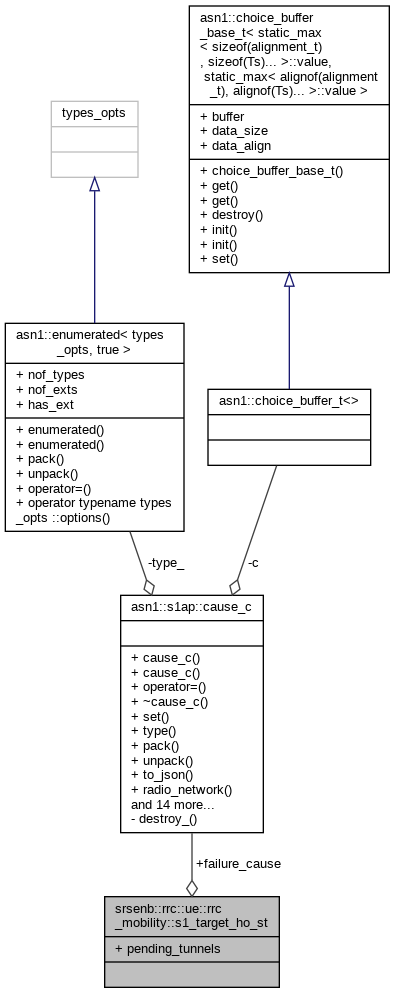 asn1::choice_buffer
_base_t< static_max
< sizeof(alignment_t)
, sizeof(Ts)... >::value,
static_max< alignof(alignment
_t), alignof(Ts)... >::value >
+ buffer
+ data_size
+ data_align
+ choice_buffer_base_t()
+ get()
+ get()
+ destroy()
+ init()
+ init()
+ set()
types_opts
asn1::enumerated< types
_opts, true >
+ nof_types
+ nof_exts
+ has_ext
+ enumerated()
+ enumerated()
+ pack()
+ unpack()
+ operator=()
+ operator typename types
_opts ::options()
asn1::choice_buffer_t<>
-type_
-c
asn1::s1ap::cause_c
+ cause_c()
+ cause_c()
+ operator=()
+ ~cause_c()
+ set()
+ type()
+ pack()
+ unpack()
+ to_json()
+ radio_network()
and 14 more...
- destroy_()
+failure_cause
srsenb::rrc::ue::rrc
_mobility::s1_target_ho_st
+ pending_tunnels